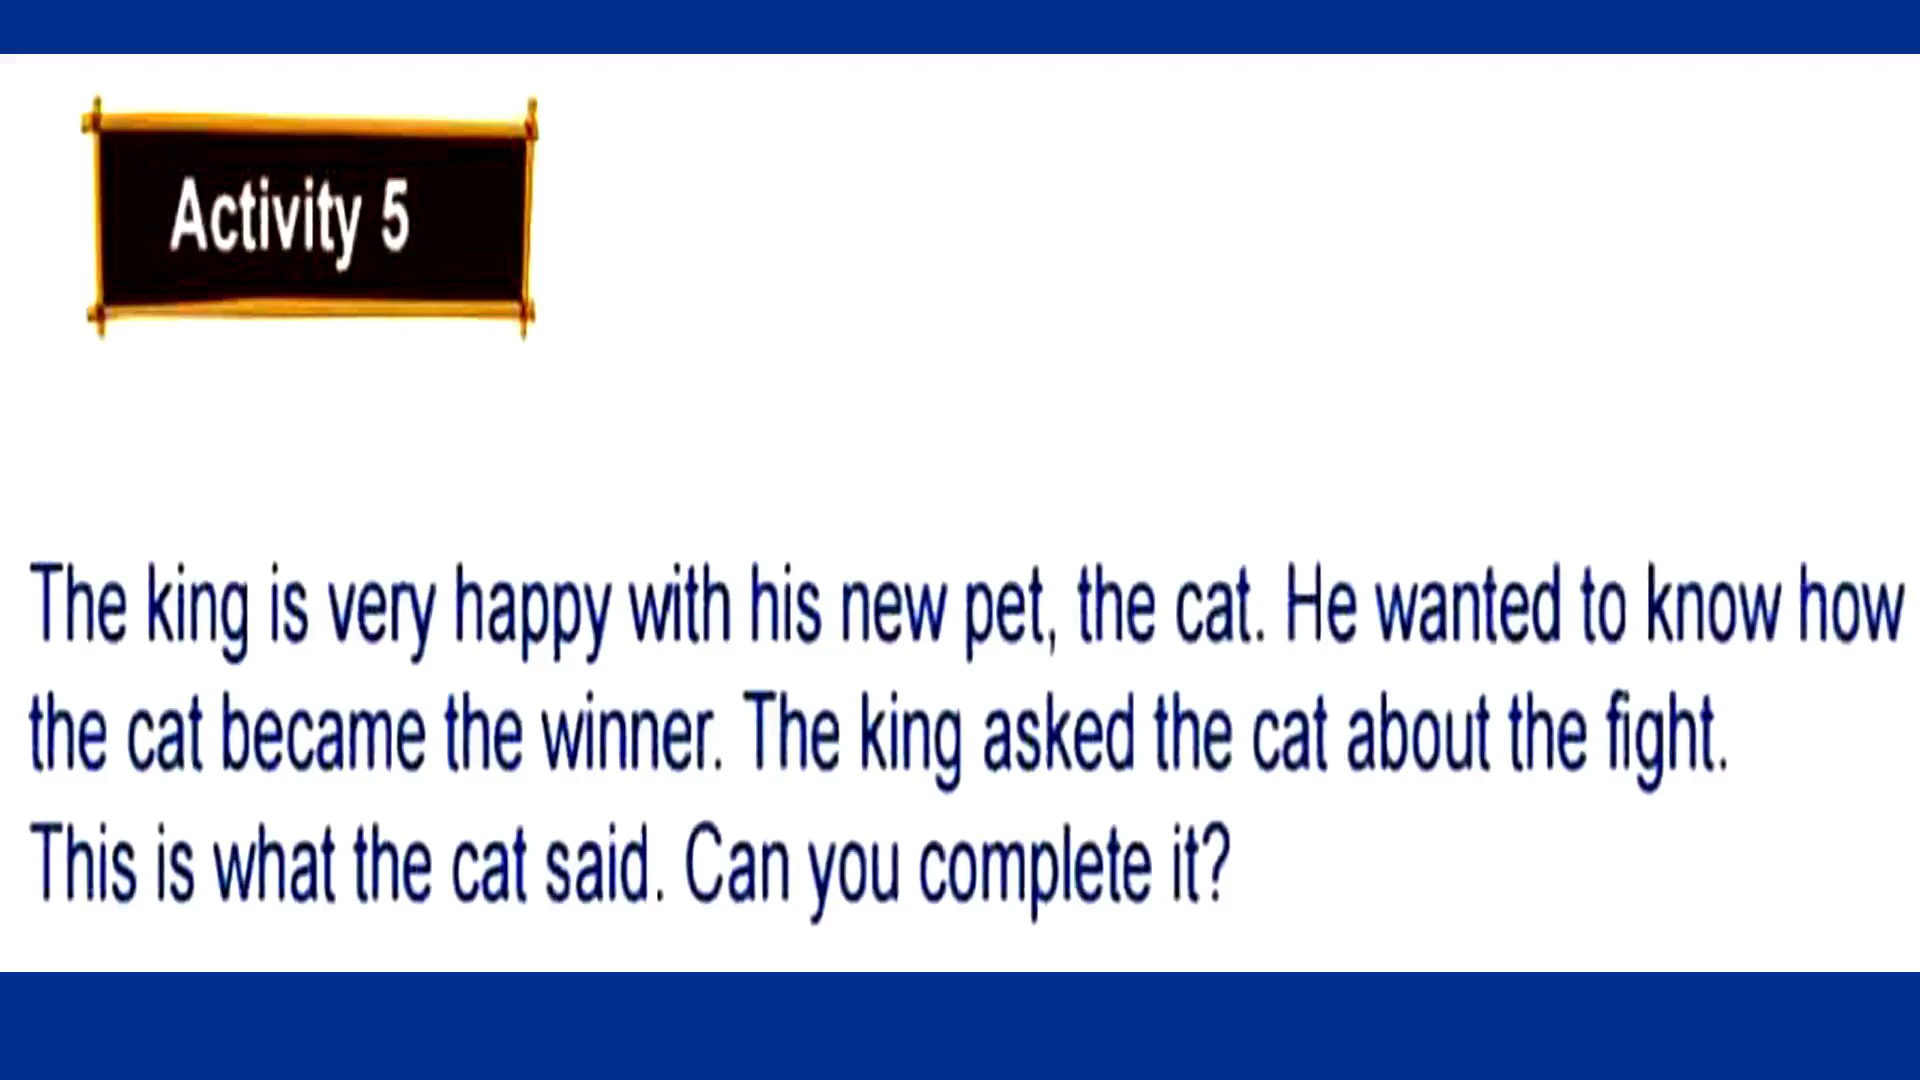 Activity 5
The king is very happy with his new pet, the cat. He wanted to know how
the cat became the winner. The king asked the cat about the fight.
This is what the cat said. Can you complete it?